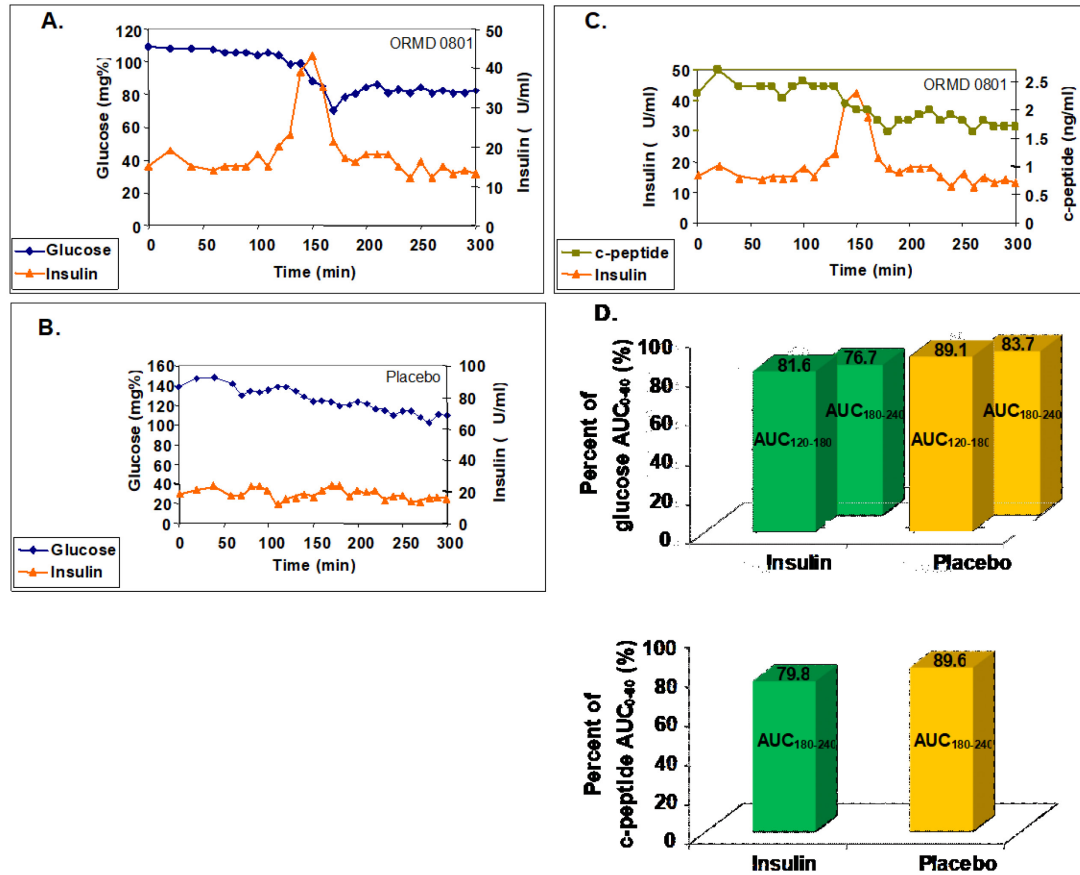 A.
ORMD 0801
Glucose (mg%)
120
100
80
60
40
20
0
50
40
30
20
10
0
Insulin ( U/ml)
0 50 100 150 200 250 300
Time (min)
Glucose
Insulin
C.
ORMD 0801
Insulin ( U/ml)
50
40
30
20
10
0
2.5
2
1.5
1
0.5
0
c-peptide (ng/ml)
0 50 100 150 200 250 300
Time (min)
c-peptide
Insulin
B.
Placebo
Glucose (mg%)
160
140
120
100
80
60
40
20
0
100
80
60
40
20
0
Insulin ( U/ml)
0 50 100 150 200 250 300
Time (min)
Glucose
Insulin
D.
Percent of
glucose AUC0-60 (%)
100
80
60
40
20
0
81.6 76.7 89.1 83.7
AUC120-180 AUC180-240 AUC120-180 AUC180-240
Insulin Placebo
Percent of
c-peptide AUC0-60 (%)
100
80
60
40
20
0
79.8 89.6
AUC180-240 AUC180-240
Insulin Placebo